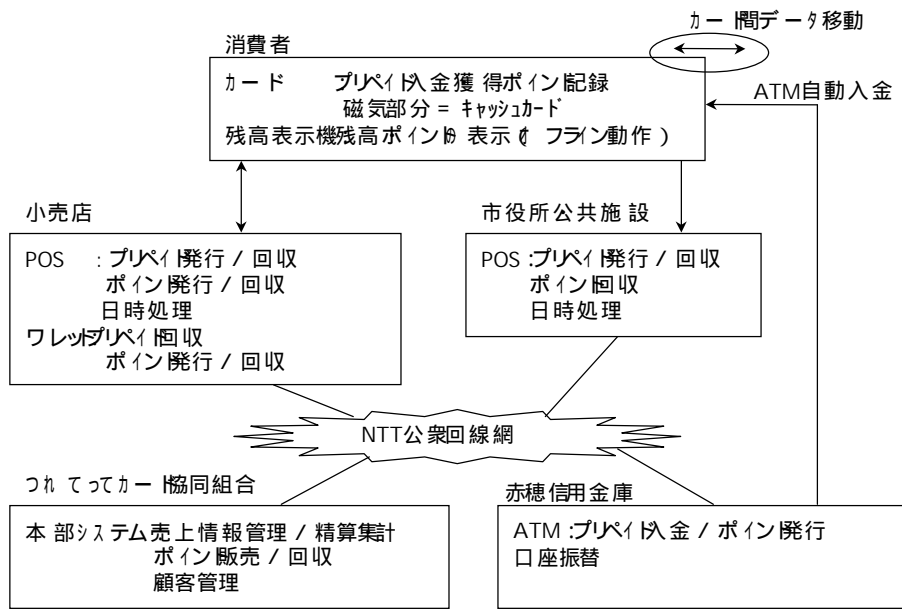 カード間データ移動
消費者
カード　プリペイド入金獲得ポイント記録
磁気部分 = キャッシュカード
残高表示機残高ポイントの表示（オフライン動作）
ATM自動入金
小売店
POS : プリペイド発行 / 回収
ポイント発行 / 回収
日時処理
ワレットプリペイド回収
ポイント発行 / 回収
市役所公共施設
POS : プリペイド発行 / 回収
ポイント回収
日時処理
NTT公衆回線網
つれてってカード協同組合
本部システム売上情報管理 / 精算集計
ポイント販売 / 回収
顧客管理
赤穂信用金庫
ATM : プリペイド入金 / ポイント発行
口座振替